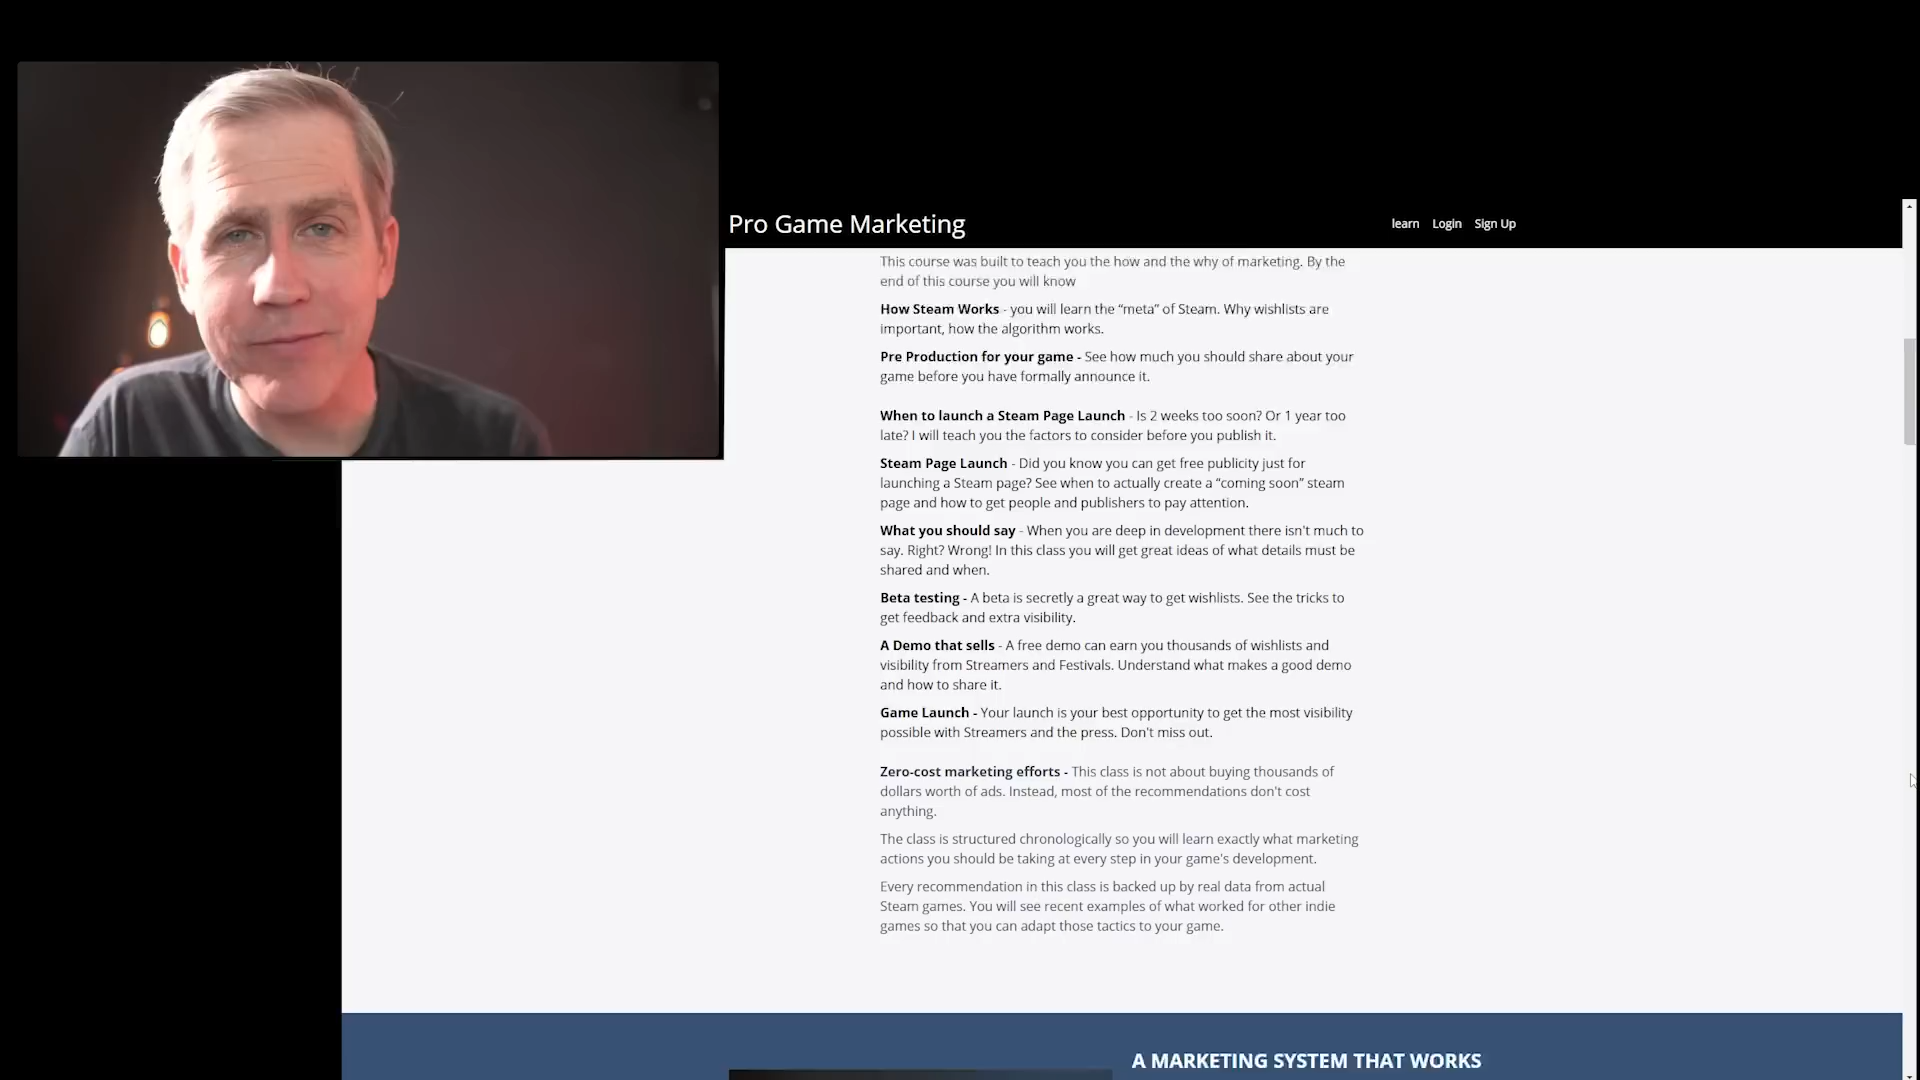 Pro Game Marketing
learn Login Sign Up
This course was built to teach you the how and the why of marketing. By the
end of this course you will know
How Steam Works - you will learn the “meta” of Steam. Why wishlists are
important, how the algorithm works.
Pre Production for your game - See how much you should share about your
game before you have formally announce it.
When to launch a Steam Page Launch - Is 2 weeks too soon? Or 1 year too
late? I will teach you the factors to consider before you publish it.
Steam Page Launch - Did you know you can get free publicity just for
launching a Steam page? See when to actually create a “coming soon” steam
page and how to get people and publishers to pay attention.
What you should say - When you are deep in development there isn't much to
say. Right? Wrong! In this class you will get great ideas of what details must be
shared and when.
Beta testing - A beta is secretly a great way to get wishlists. See the tricks to
get feedback and extra visibility.
A Demo that sells - A free demo can earn you thousands of wishlists and
visibility from Streamers and Festivals. Understand what makes a good demo
and how to share it.
Game Launch - Your launch is your best opportunity to get the most visibility
possible with Streamers and the press. Don't miss out.
Zero-cost marketing efforts - This class is not about buying thousands of
dollars worth of ads. Instead, most of the recommendations don't cost
anything.
The class is structured chronologically so you will learn exactly what marketing
actions you should be taking at every step in your game's development.
Every recommendation in this class is backed up by real data from actual
Steam games. You will see recent examples of what worked for other indie
games so that you can adapt those tactics to your game.
A MARKETING SYSTEM THAT WORKS